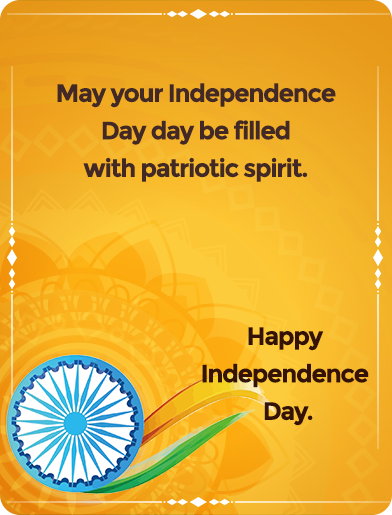 May your Independence
Day day be filled
with patriotic spirit.
Happy
Independence
Day.